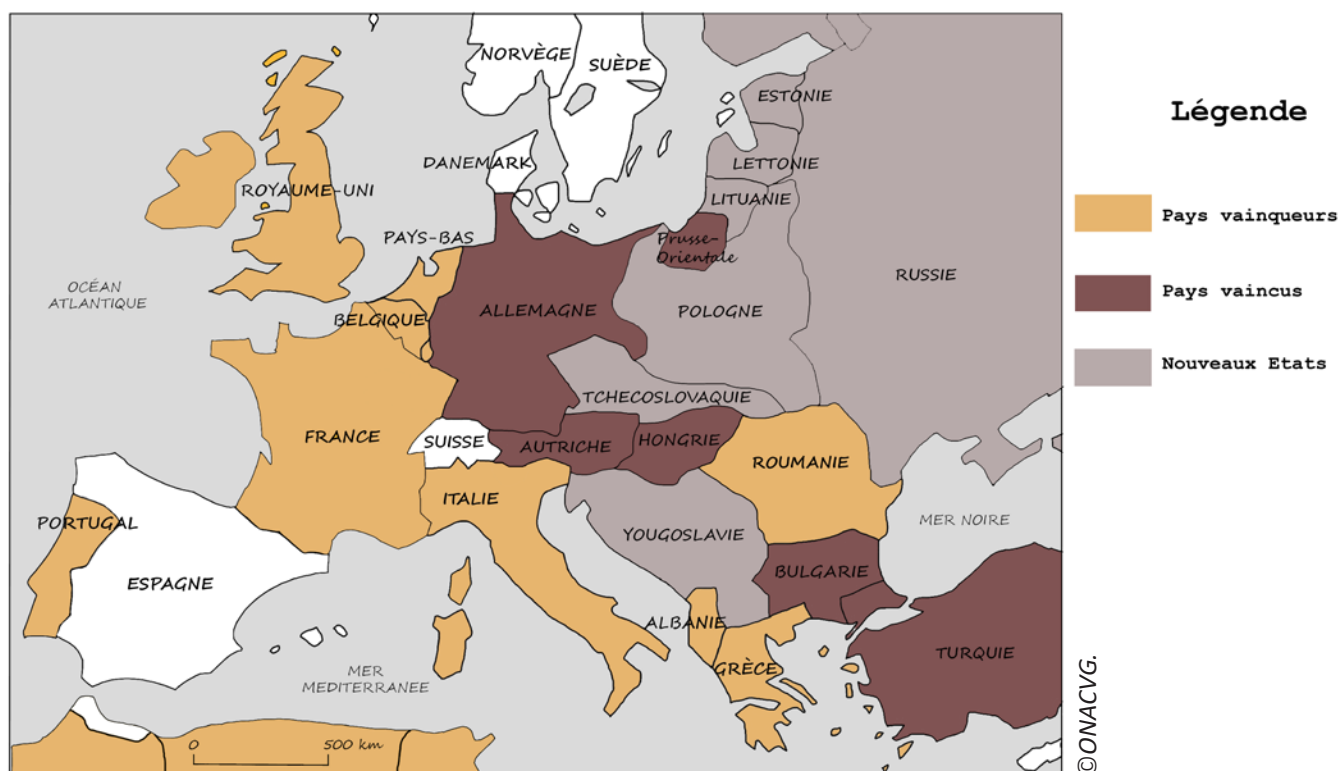 NORVÈGE
SUÈDE
ESTONIE
DANEMARK
LETTONIE
ROYAUME-UNI
LITUANIE
PAYS-BAS
Prusse-
Orientale
RUSSIE
OCÉAN
ATLANTIQUE
BELGIQUE
ALLEMAGNE
POLOGNE
TCHECOSLOVAQUIE
FRANCE
SUISSE
AUTRICHE
HONGRIE
ROUMANIE
ITALIE
PORTUGAL
MER NOIRE
YOUGOSLAVIE
ESPAGNE
BULGARIE
ALBANIE
TURQUIE
GRÈCE
MER
MEDITERRANEE
0
500 km
Légende
Pays vainqueurs
Pays vaincus
Nouveaux Etats
©ONACVG.